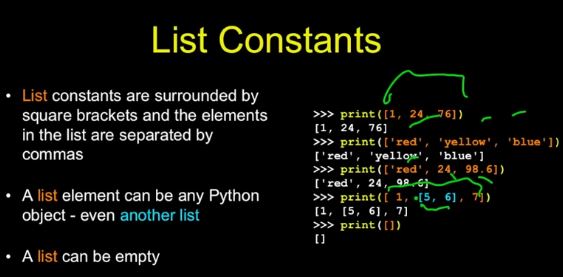 List Constants
• List constants are surrounded by
square brackets and the elements
in the list are separated by
commas
• A list element can be any Python
object - even another list
• A list can be empty
>>> print([1, 24, 76])
[1, 24, 76]
>>> print(['red', 'yellow', 'blue'])
['red', 'yellow', 'blue']
>>> print(['red', 24, 98.6])
['red', 24, 98.6]
>>> print([ 1, [5, 6], 7])
[1, [5, 6], 7]
>>> print([])
[]